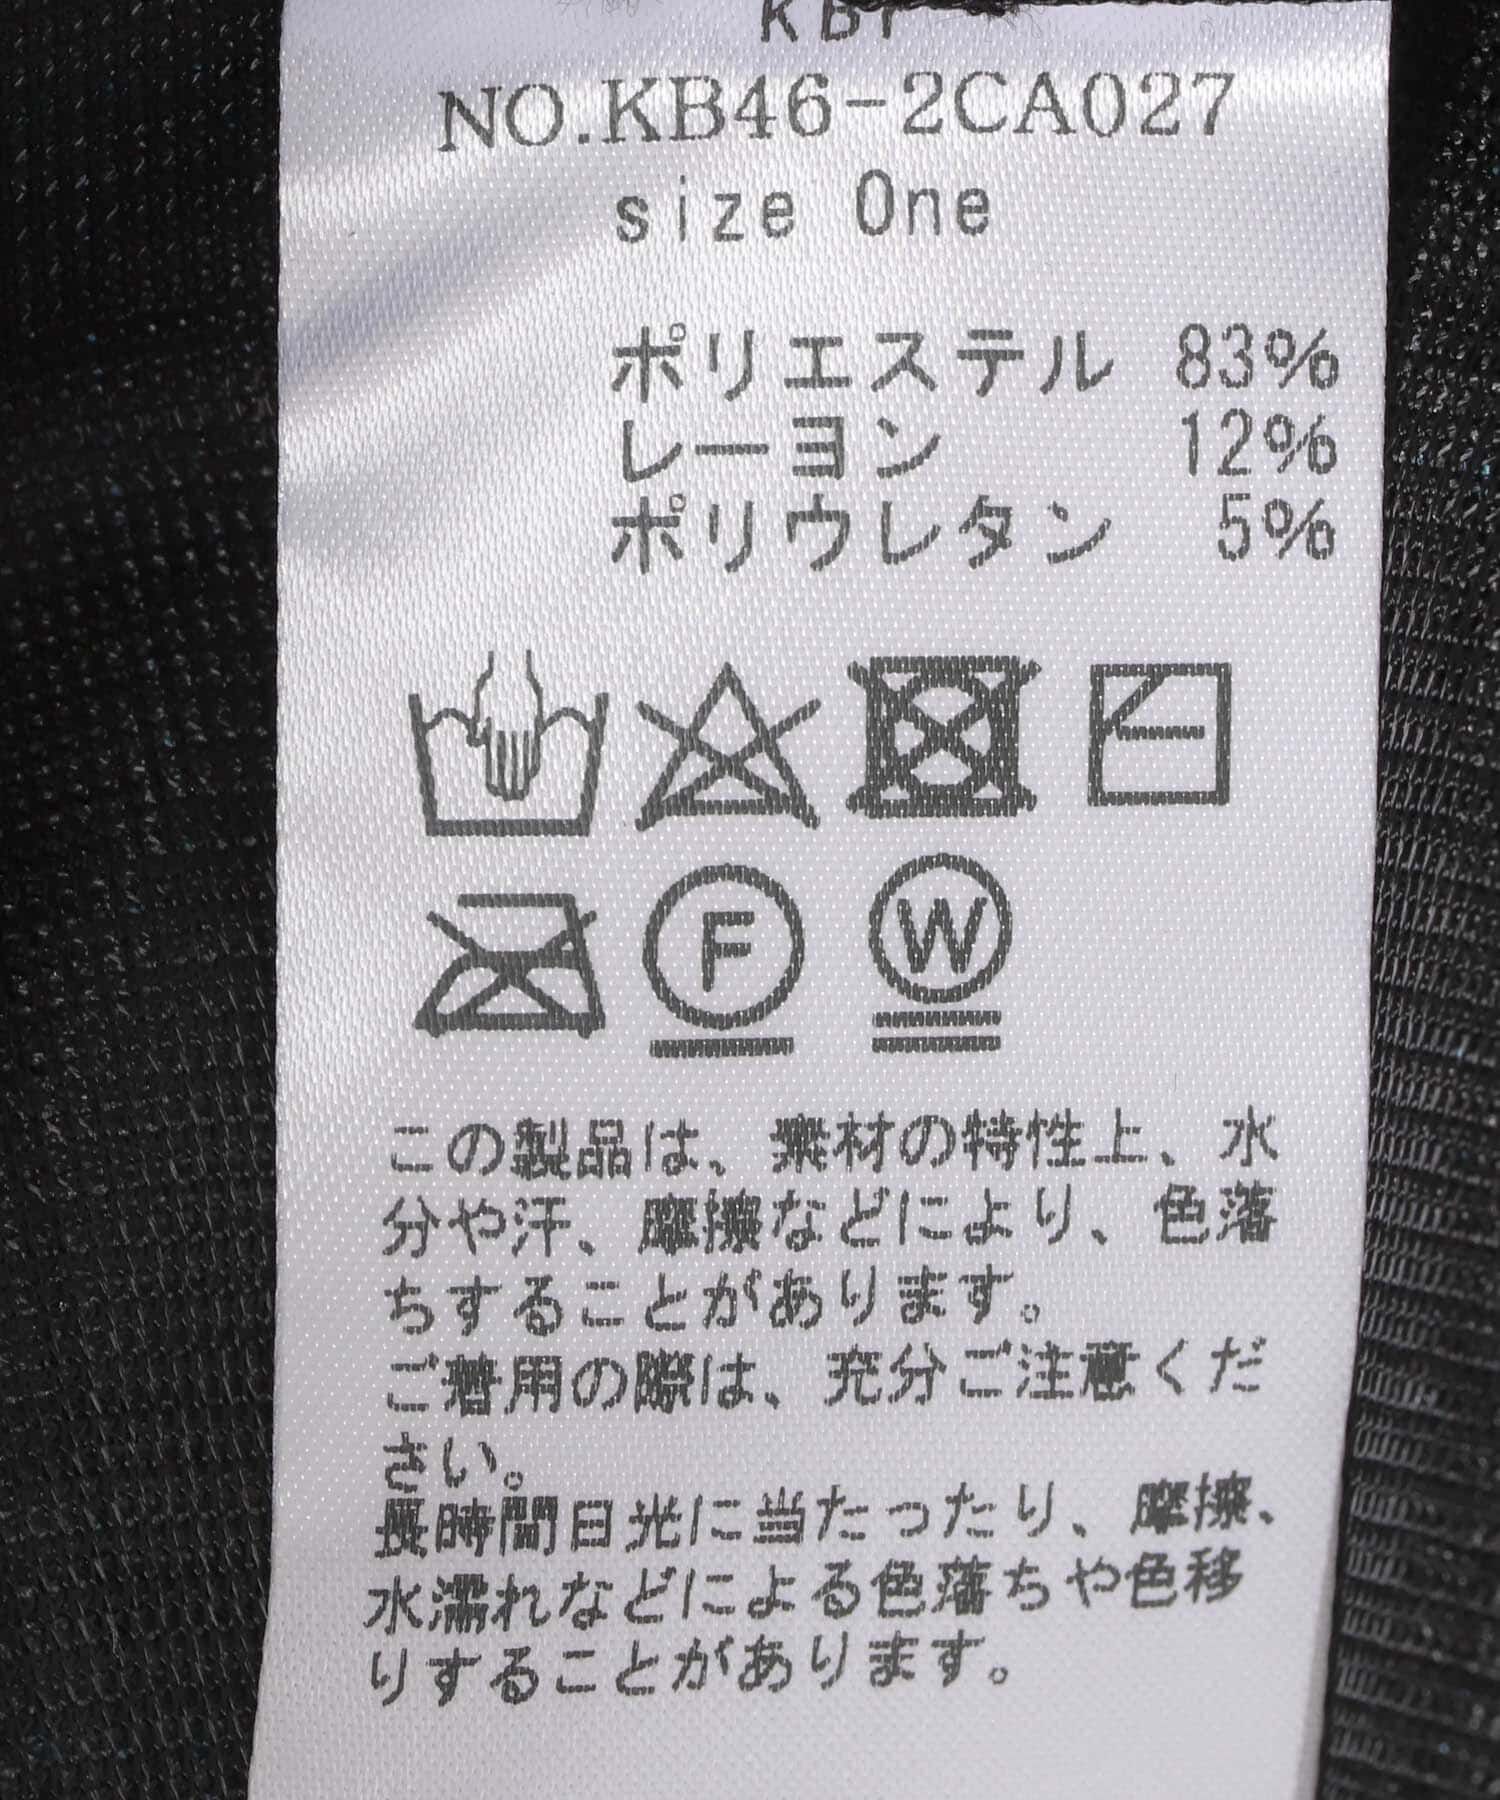 KBF
NO.KB46-2CA027
size One
ポリエステル 83%
レーヨン 12%
ポリウレタン 5%
F
W
この製品は、素材の特性上、水
分や汗、摩擦などにより、色落
ちすることがあります。
ご着用の際は、充分ご注意くだ
さい。
長時間日光に当たったり、摩擦、
水濡れなどによる色落ちや色移
りすることがあります。